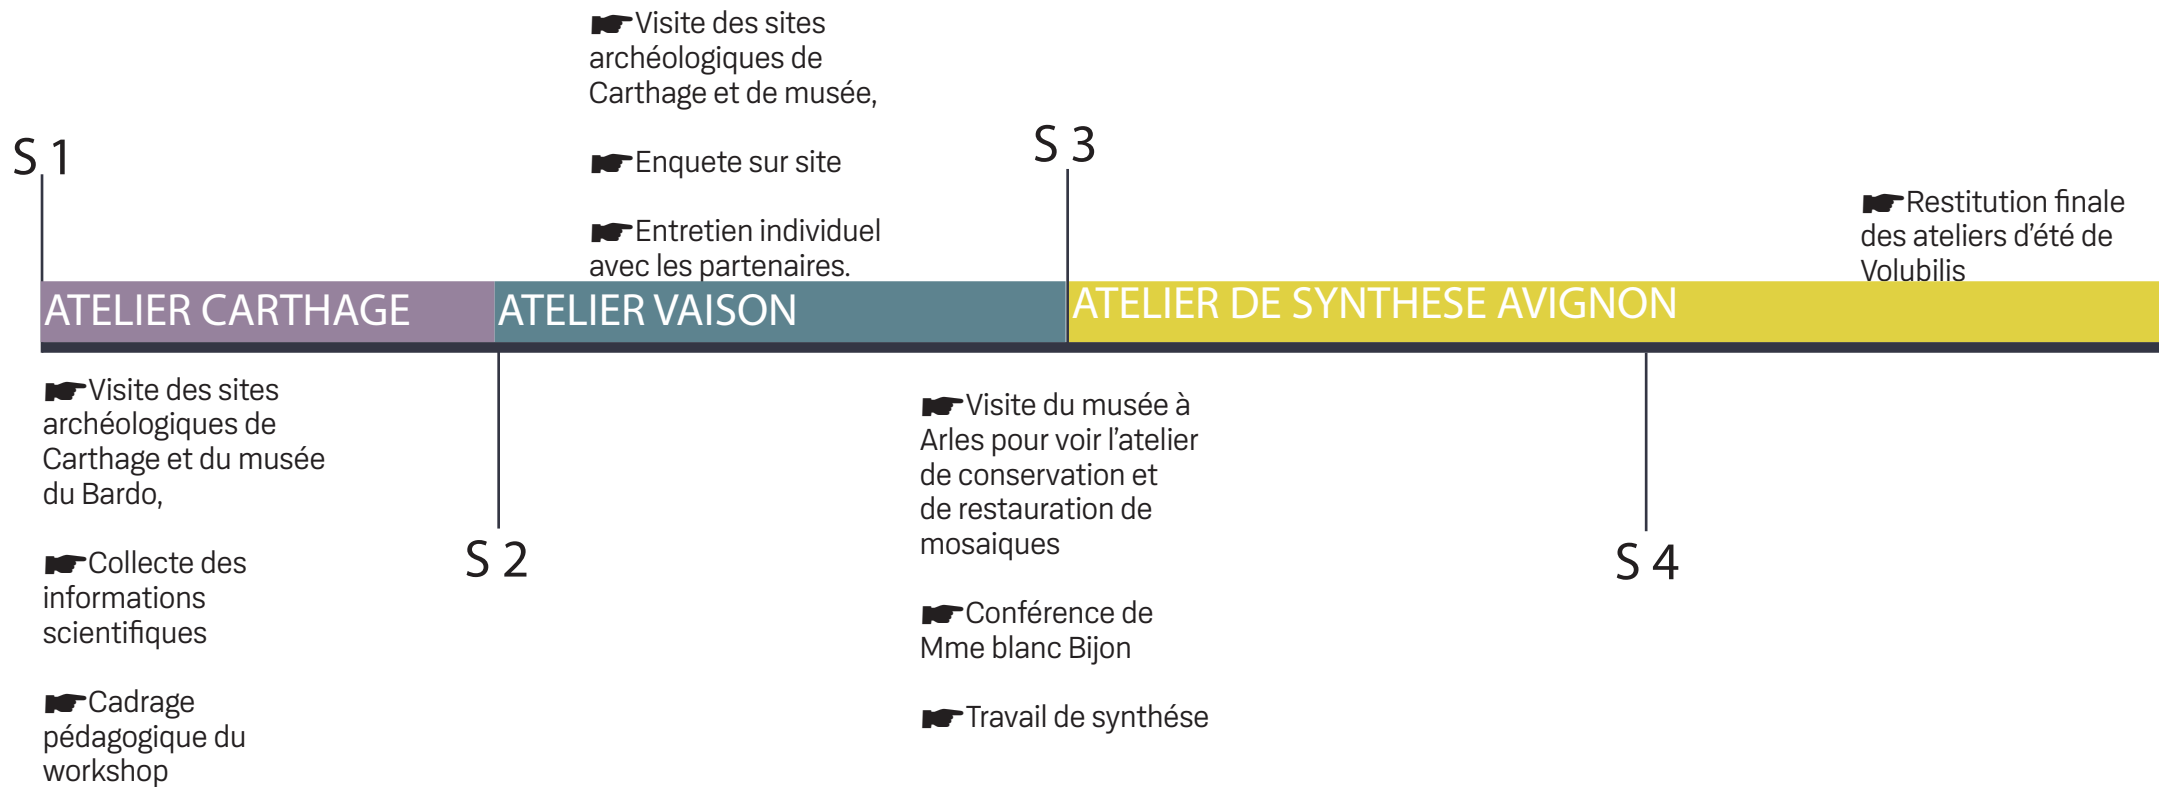 ☛Visite des sites
archéologiques de
Carthage et de musée,
☛Enquete sur site
☛Entretien individuel
avec les partenaires.
S 1
S 3
☛Restitution finale
des ateliers d'été de
Volubilis
ATELIER CARTHAGE
ATELIER VAISON
ATELIER DE SYNTHESE AVIGNON
☛Visite des sites
archéologiques de
Carthage et du musée
du Bardo,
☛Collecte des
informations
scientifiques
☛Cadrage
pédagogique du
workshop
S 2
☛Visite du musée à
Arles pour voir l'atelier
de conservation et
de restauration de
mosaiques
☛Conférence de
Mme blanc Bijon
☛Travail de synthése
S 4